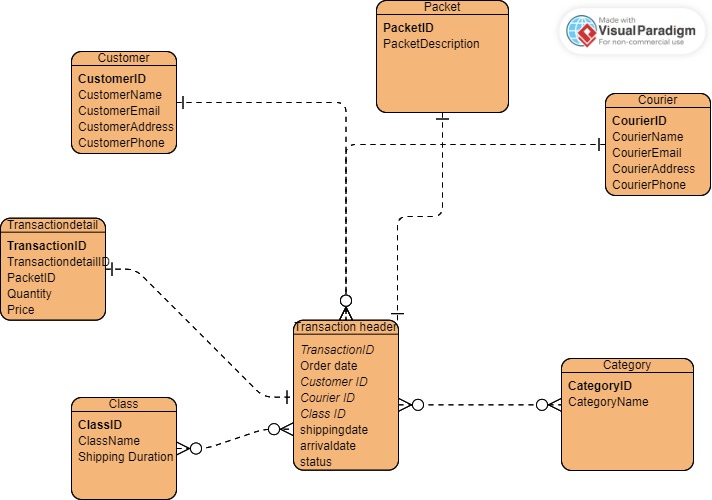 Packet
PacketID
PacketDescription
Made with
Visual Paradigm
For non-commercial use
Customer
CustomerID
CustomerName
CustomerEmail
CustomerAddress
CustomerPhone
Courier
CourierID
CourierName
CourierEmail
CourierAddress
CourierPhone
Transactiondetail
TransactionID
TransactiondetailID
PacketID
Quantity
Price
Transaction header
TransactionID
Order date
Customer ID
Courier ID
Class ID
shippingdate
arrivaldate
status
Category
CategoryID
CategoryName
Class
ClassID
ClassName
Shipping Duration